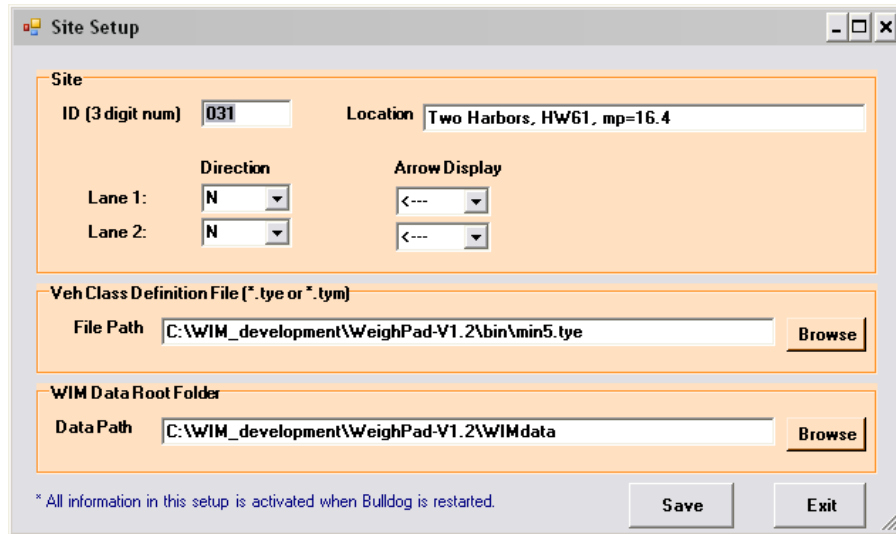 Site Setup
Site
ID (3 digit num) 031 Location Two Harbors, HW61, mp=16.4
Direction Arrow Display
Lane 1: N <---
Lane 2: N <---
Veh Class Definition File (*.tye or *.tym)
File Path C:\WIM_development\WeighPad-V1.2\bin\min5.tye Browse
WIM Data Root Folder
Data Path C:\WIM_development\WeighPad-V1.2\WIMdata Browse
* All information in this setup is activated when Bulldog is restarted. Save Exit